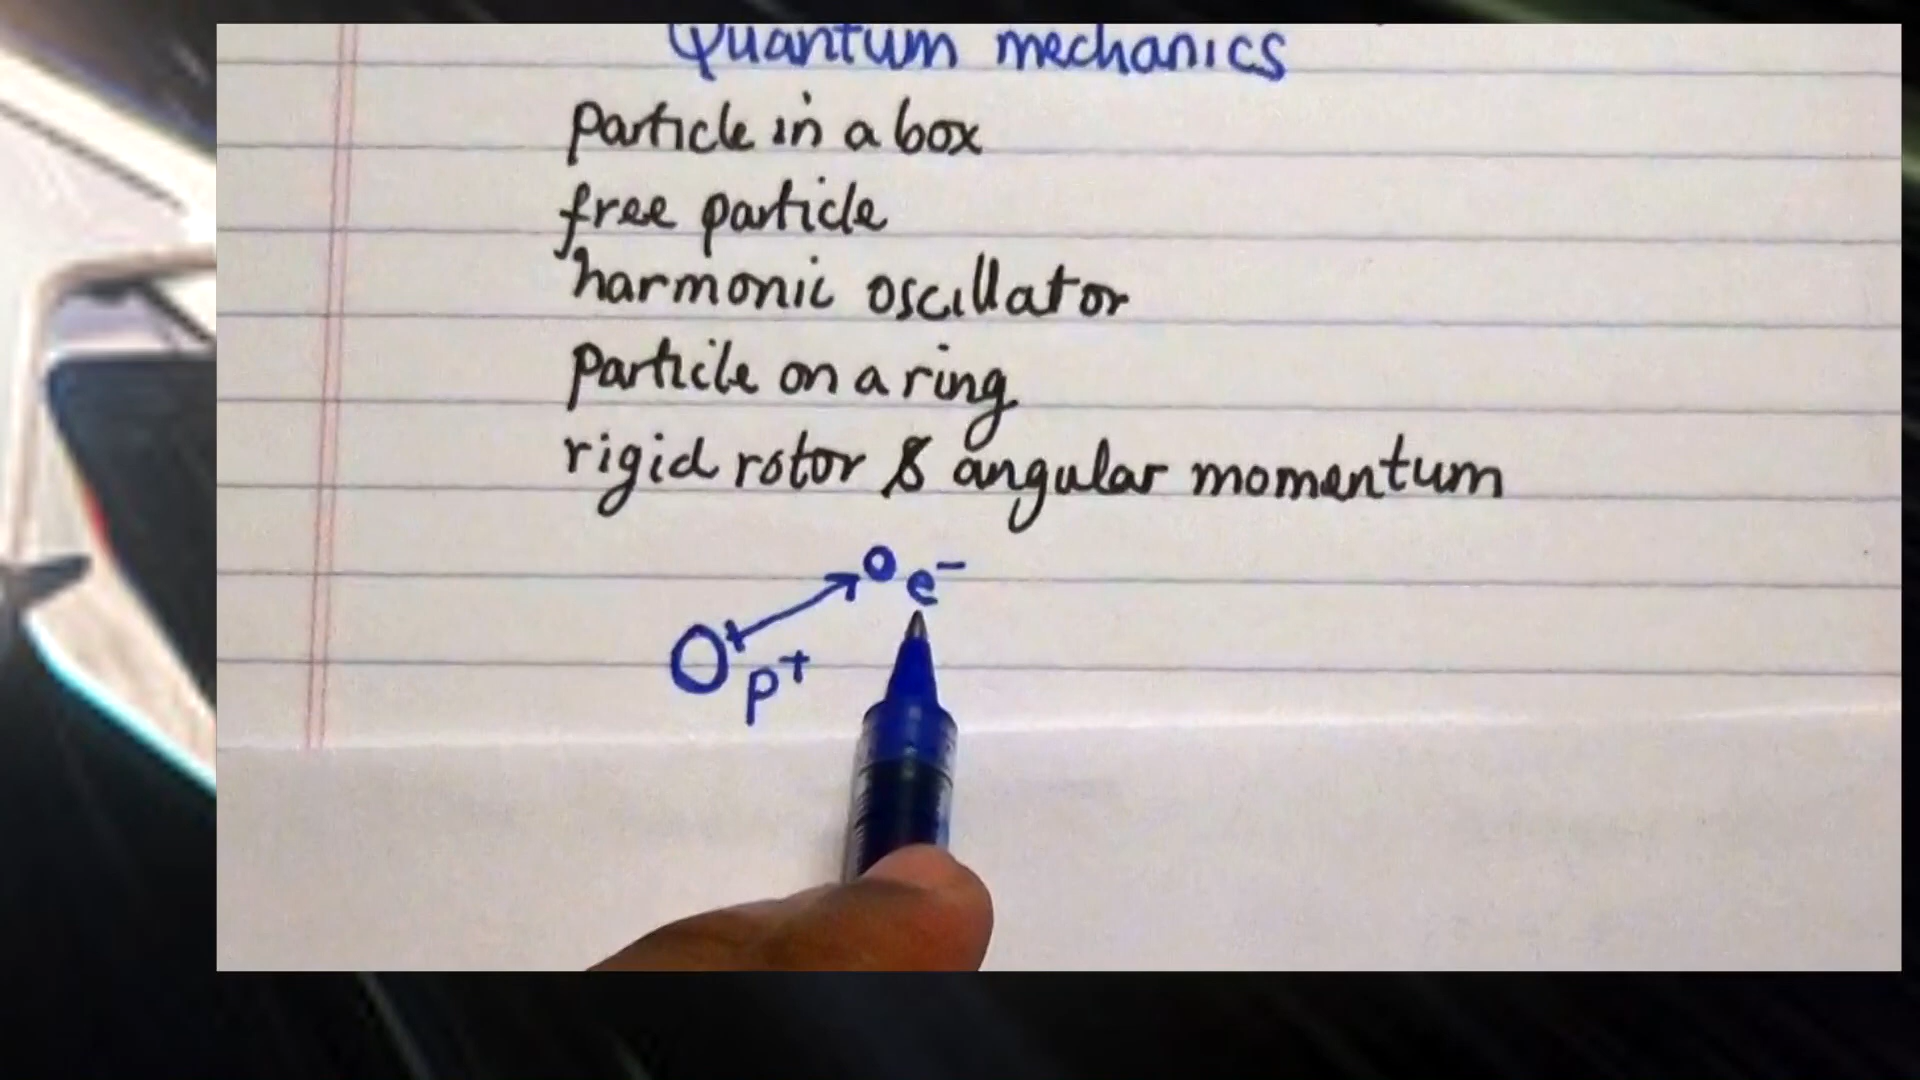 Quantum mechanics
particle in a box
free particle
harmonic oscillator
particle on a ring
rigid rotor & angular momentum
e⁻
p⁺